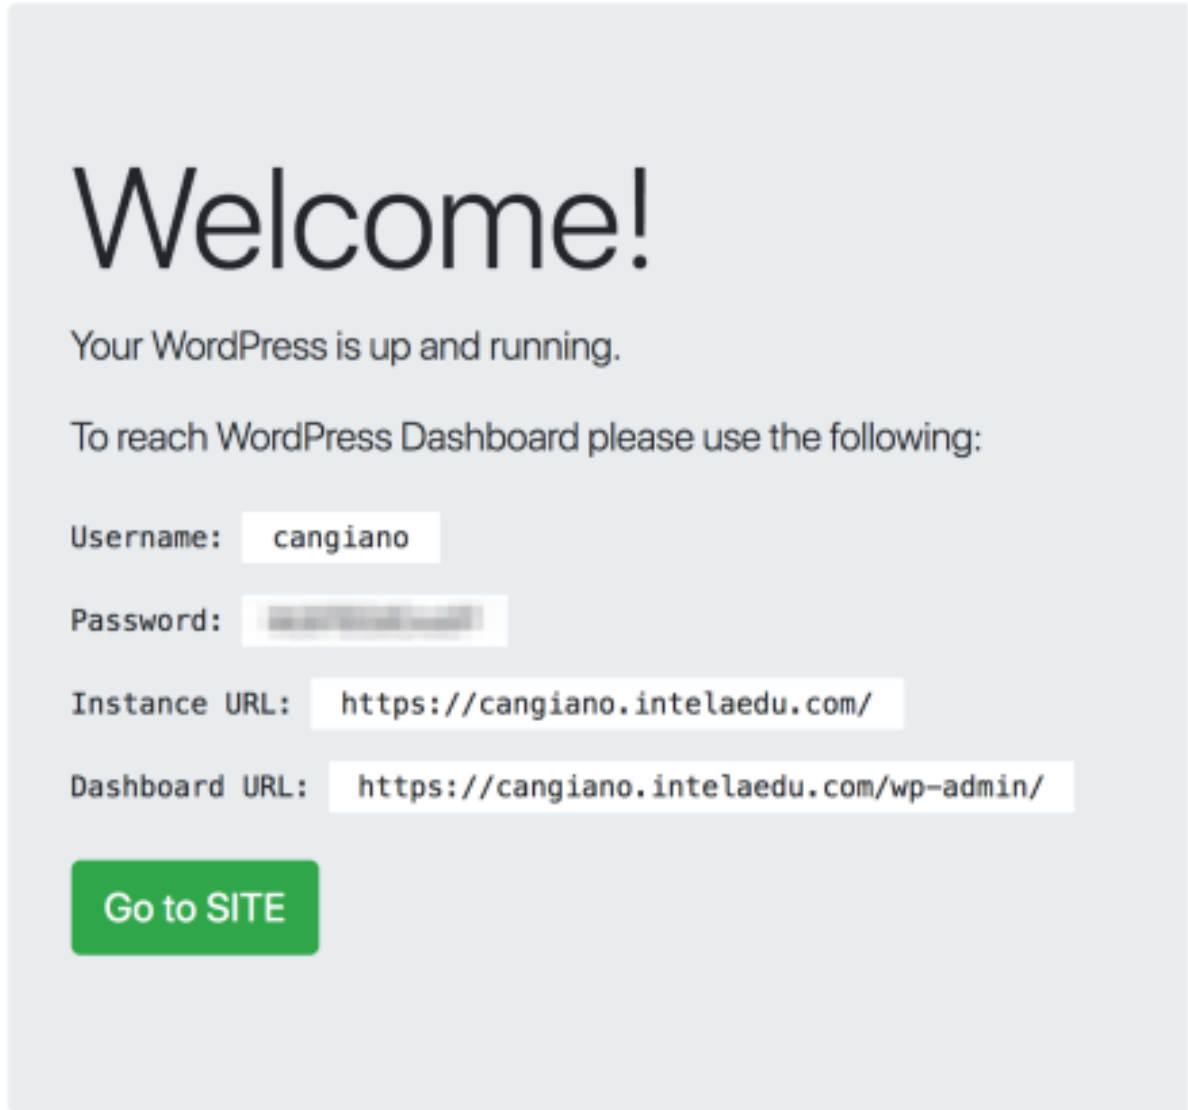 Welcome!
Your WordPress is up and running.
To reach WordPress Dashboard please use the following:
Username: cangiano
Password:
Instance URL: https://cangiano.intelaedu.com/
Dashboard URL: https://cangiano.intelaedu.com/wp-admin/
Go to SITE